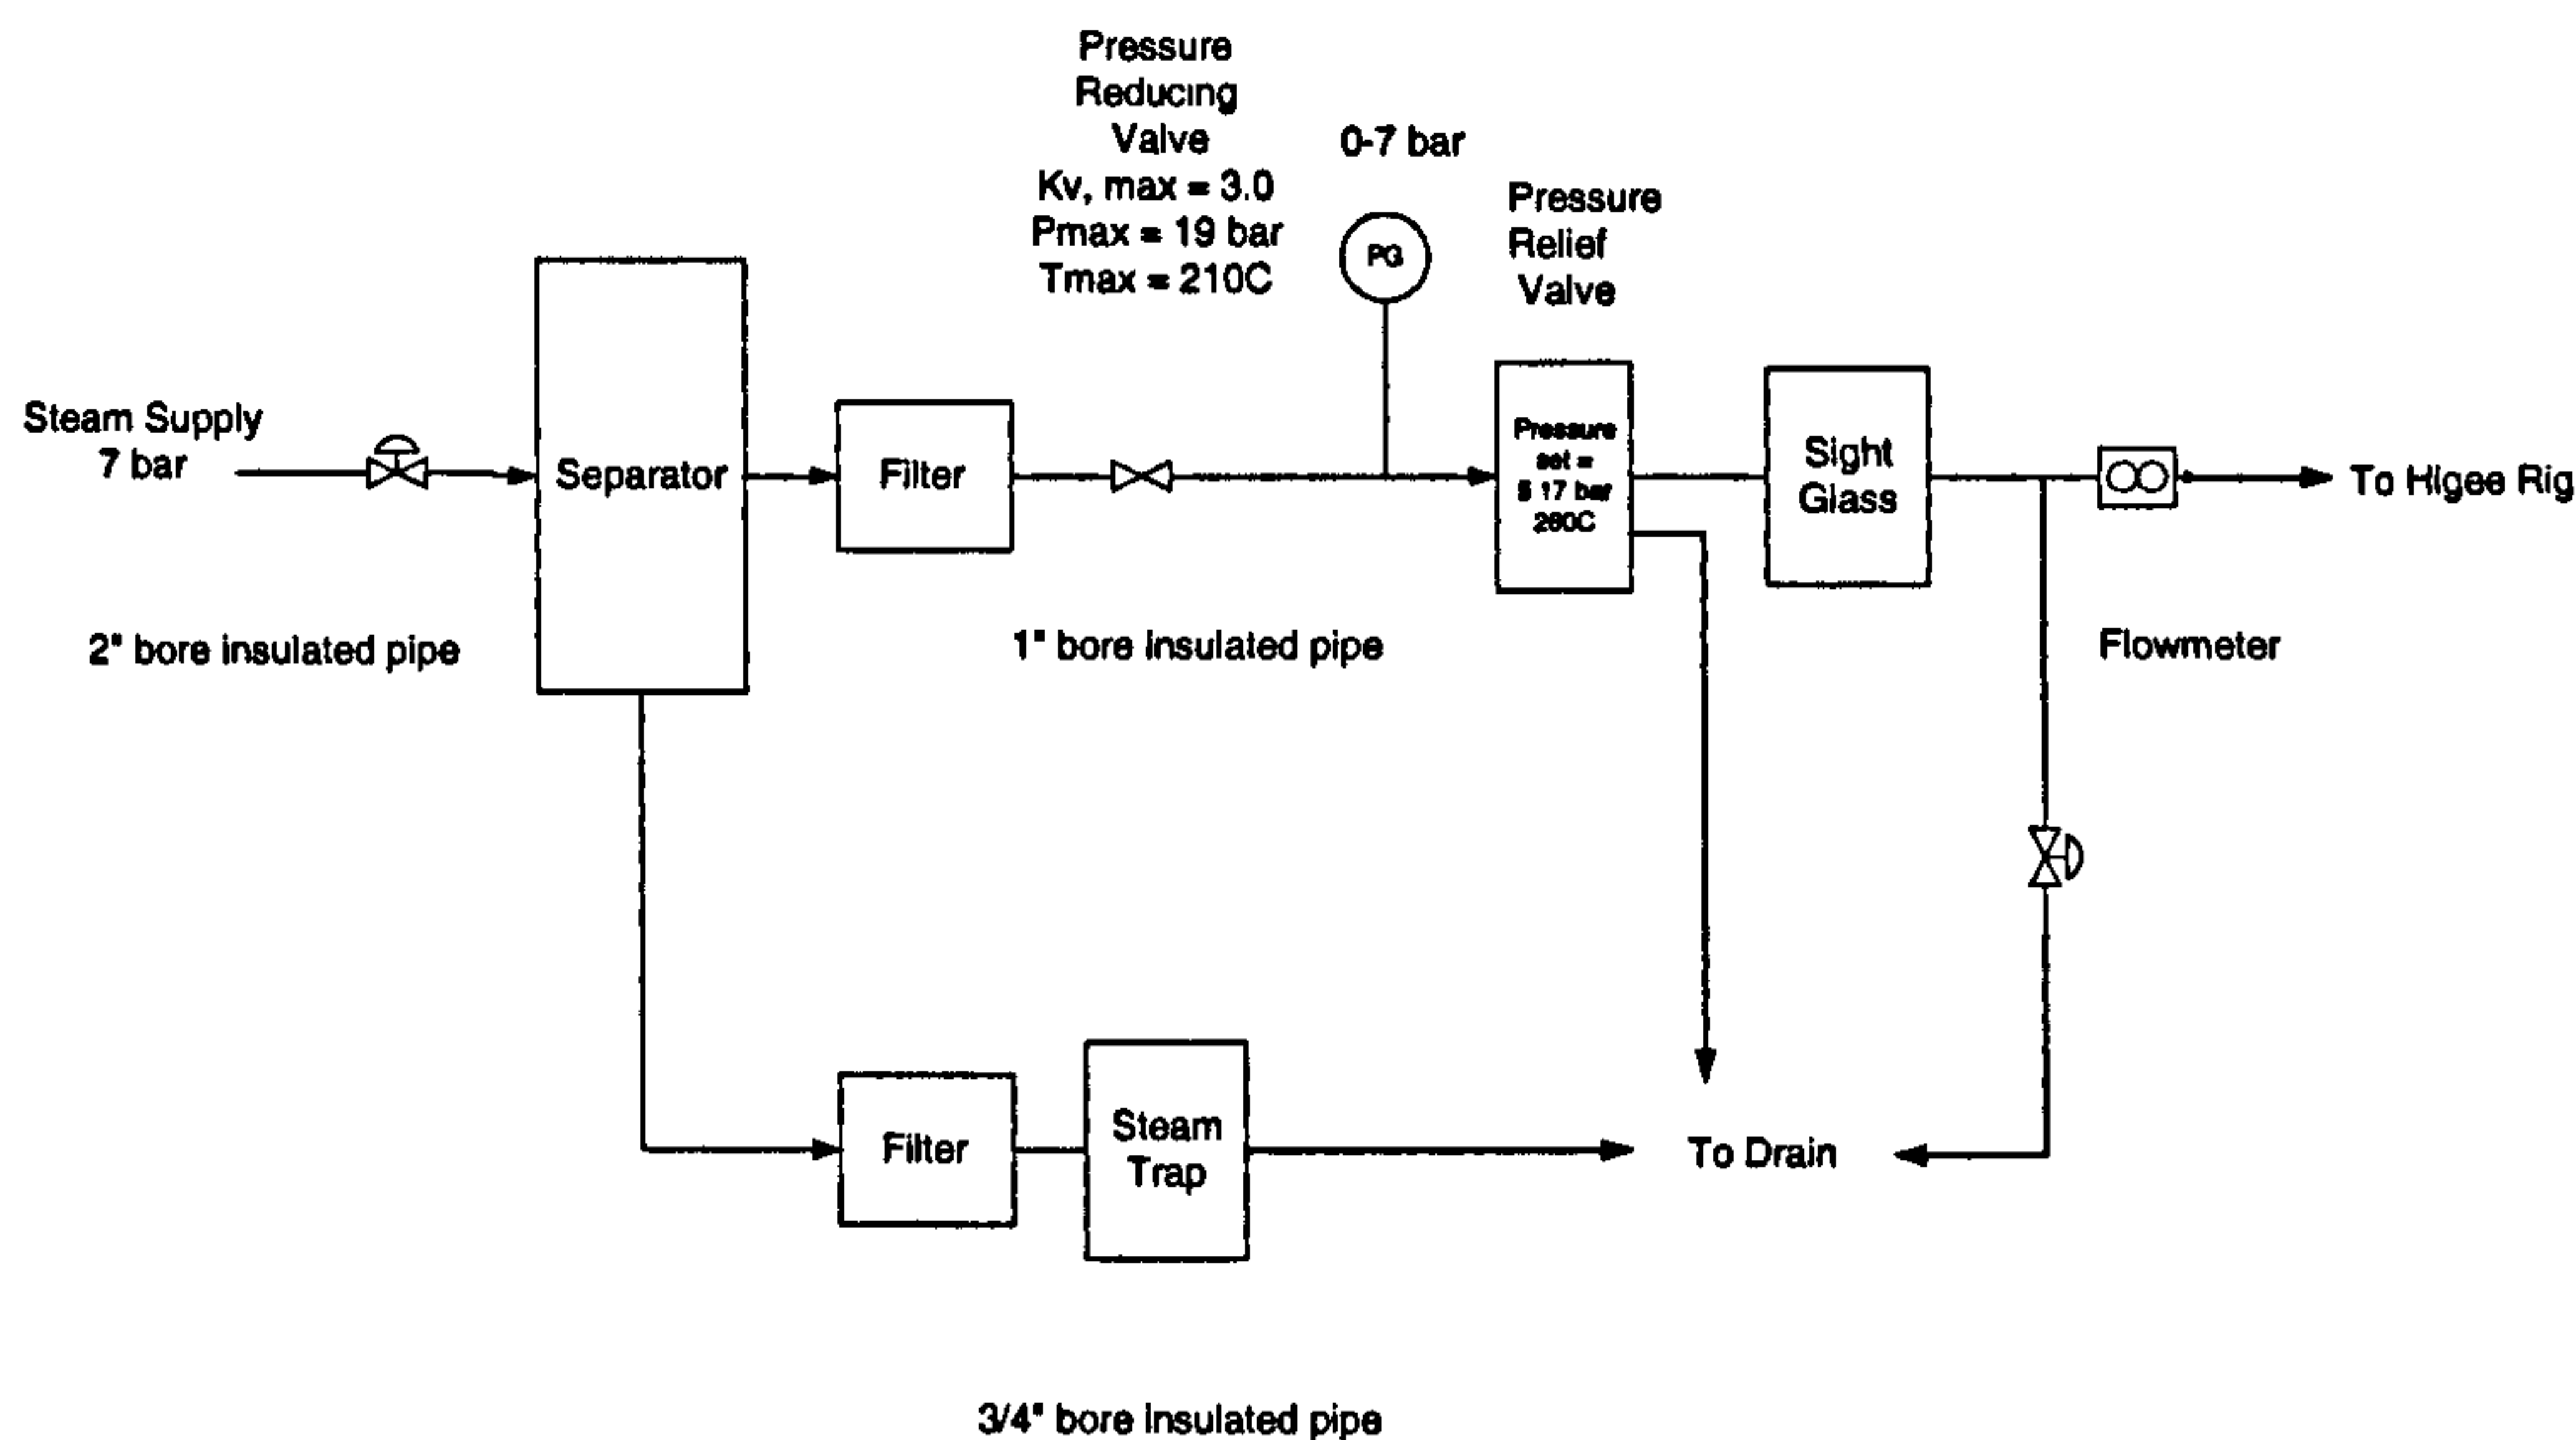 Pressure
Reducing
Valve
Kv, max = 3.0
Pmax = 19 bar
Tmax = 210C
0-7 bar
PG
Pressure
Relief
Valve
Steam Supply
7 bar
Separator
Filter
Pressure
set =
17 bar
260C
Sight
Glass
To Higee Rig
2" bore insulated pipe
1" bore insulated pipe
Flowmeter
Filter
Steam
Trap
To Drain
3/4" bore insulated pipe